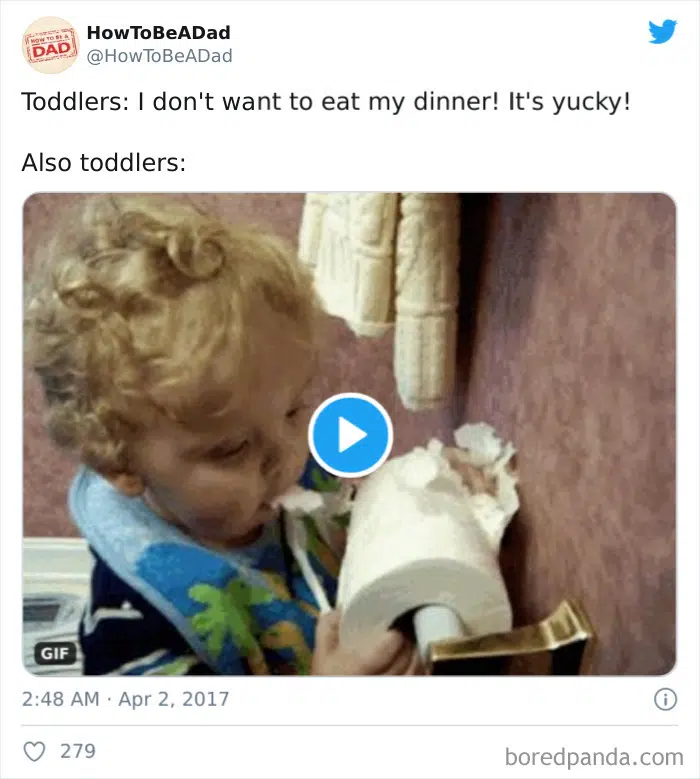 HOW TO BE A
DAD
HowToBeADad
@HowToBeADad
Toddlers: I don't want to eat my dinner! It's yucky!
Also toddlers:
GIF
2:48 AM · Apr 2, 2017
279
boredpanda.com